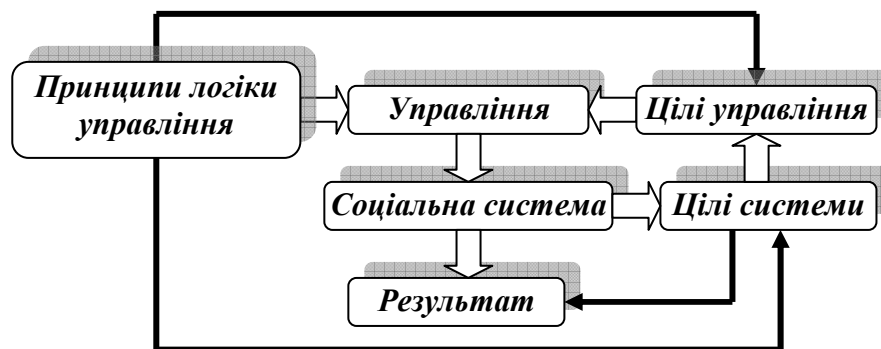 Принципи логіки
управління
Управління
Цілі управління
Соціальна система
Цілі системи
Результат